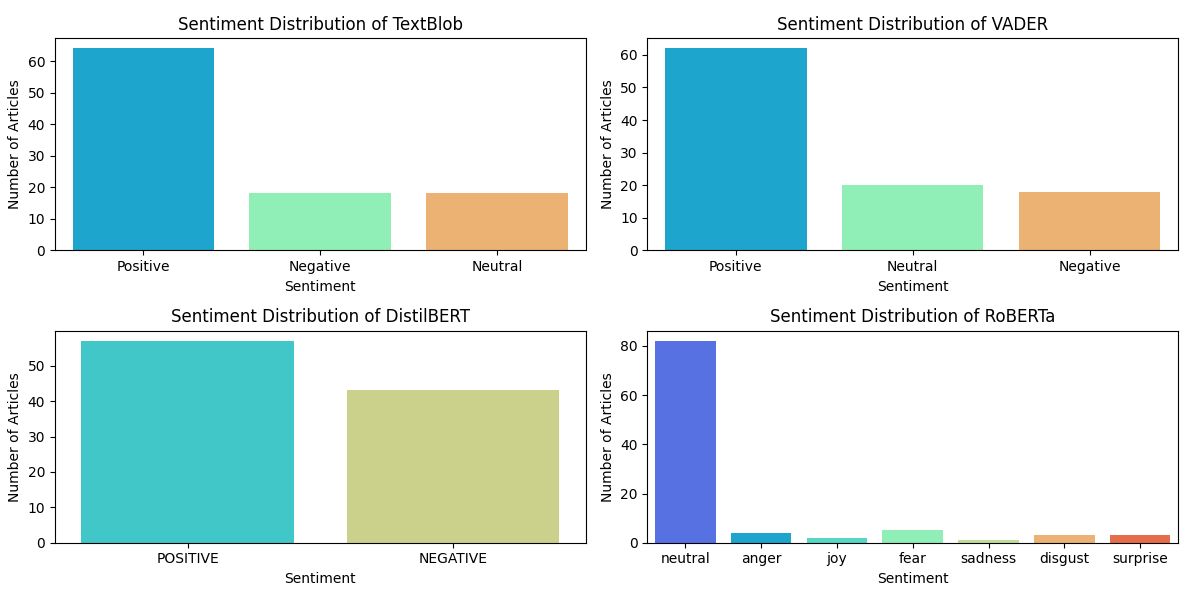 Sentiment Distribution of TextBlob
Number of Articles
60
50
40
30
20
10
0
Positive Negative Neutral
Sentiment
Sentiment Distribution of VADER
Number of Articles
60
50
40
30
20
10
0
Positive Neutral Negative
Sentiment
Sentiment Distribution of DistilBERT
Number of Articles
50
40
30
20
10
0
POSITIVE NEGATIVE
Sentiment
Sentiment Distribution of RoBERTa
Number of Articles
80
60
40
20
0
neutral anger joy fear sadness disgust surprise
Sentiment